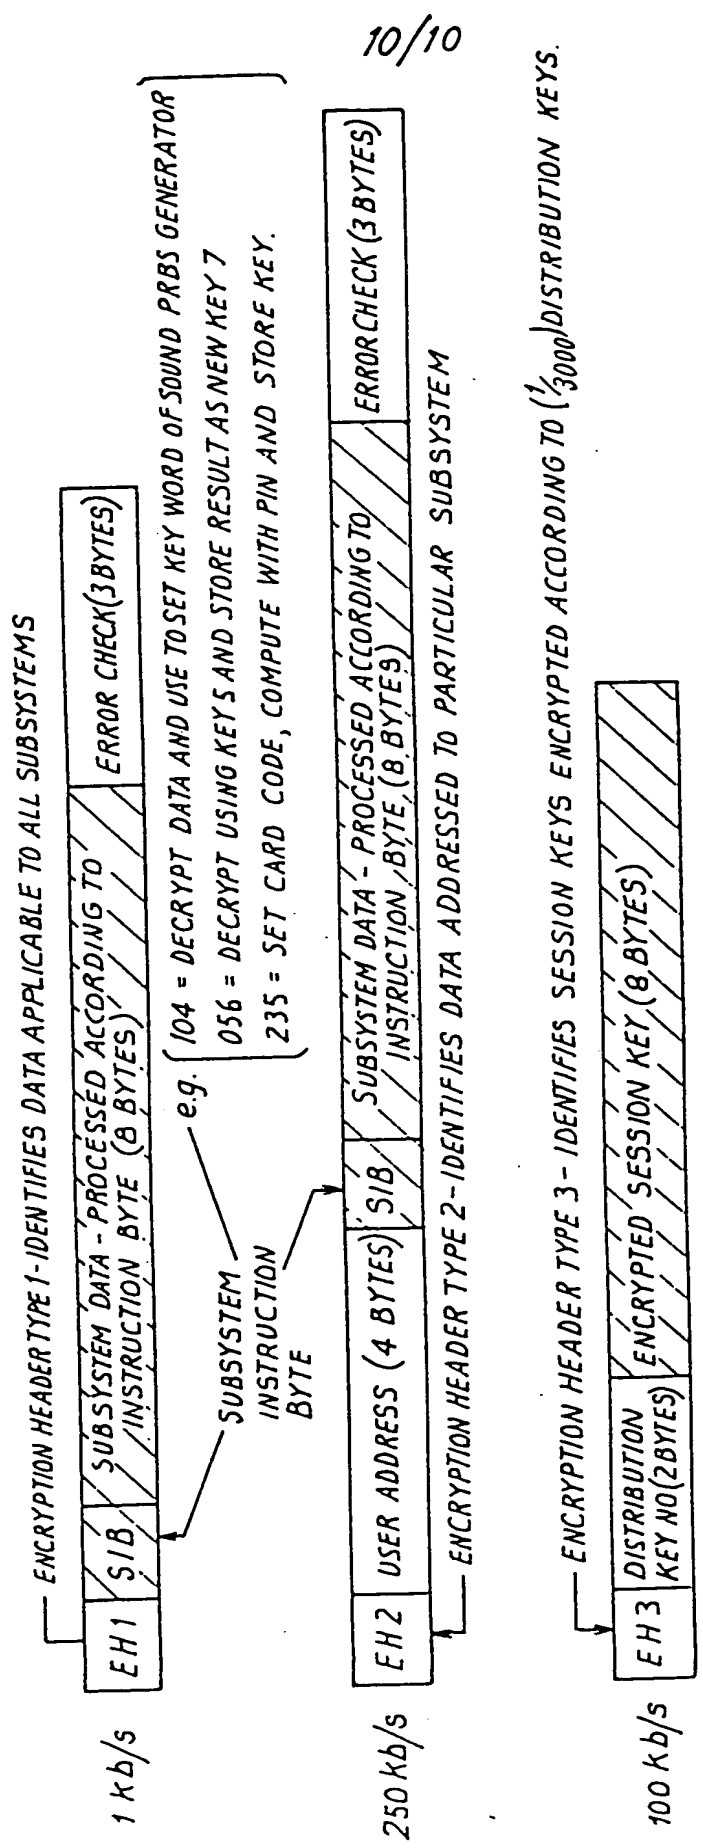 10/10
ENCRYPTION HEADER TYPE 1-IDENTIFIES DATA APPLICABLE TO ALL SUBSYSTEMS
1 kb/s
EH1
SIB
SUBSYSTEM DATA-PROCESSED ACCORDING TO
INSTRUCTION BYTE (8 BYTES)
ERROR CHECK (3 BYTES)
SUBSYSTEM
INSTRUCTION
BYTE
e.g.
104 = DECRYPT DATA AND USE TO SET KEY WORD OF SOUND PRBS GENERATOR
056 = DECRYPT USING KEY 5 AND STORE RESULT AS NEW KEY 7
235 = SET CARD CODE, COMPUTE WITH PIN AND STORE KEY.
250 kb/s
EH2
USER ADDRESS (4 BYTES)
SIB
SUBSYSTEM DATA-PROCESSED ACCORDING TO
INSTRUCTION BYTE (8 BYTES)
ERROR CHECK (3 BYTES)
ENCRYPTION HEADER TYPE 2-IDENTIFIES DATA ADDRESSED TO PARTICULAR SUBSYSTEM
ENCRYPTION HEADER TYPE 3-IDENTIFIES SESSION KEYS ENCRYPTED ACCORDING TO (1/3000) DISTRIBUTION KEYS.
100 kb/s
EH3
DISTRIBUTION
KEY NO (2 BYTES)
ENCRYPTED SESSION KEY (8 BYTES)